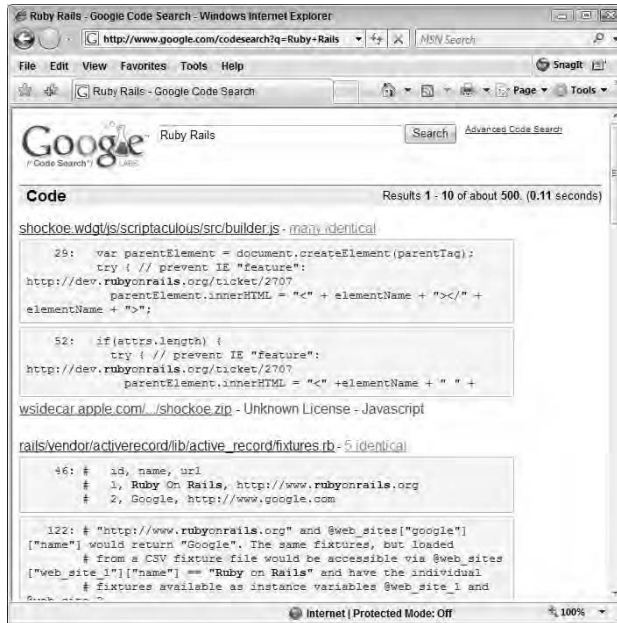 Ruby Rails - Google Code Search - Windows Internet Explorer
http://www.google.com/codesearch?q=Ruby+Rails
MSN Search
File Edit View Favorites Tools Help
SnagIt
Ruby Rails - Google Code Search
Page
Tools
Google
/* Code Search*/ LABS
Ruby Rails
Search
Advanced Code Search
Code
Results 1 - 10 of about 500. (0.11 seconds)
shockoe.wdgt/js/scriptaculous/src/builder.js - many identical
29: var parentElement = document.createElement(parentTag);
try { // prevent IE "feature":
http://dev.rubyonrails.org/ticket/2707
parentElement.innerHTML = "<" + elementName + "></" +
elementName + ">";
52: if(attrs.length) {
try { // prevent IE "feature":
http://dev.rubyonrails.org/ticket/2707
parentElement.innerHTML = "<" +elementName + " " +
wsidecar.apple.com/.../shockoe.zip - Unknown License - Javascript
rails/vendor/activerecord/lib/active_record/fixtures.rb - 5 identical
46: # id, name, url
# 1, Ruby On Rails, http://www.rubyonrails.org
# 2, Google, http://www.google.com
122: # "http://www.rubyonrails.org" and @web_sites["google"]
["name"] would return "Google". The same fixtures, but loaded
# from a CSV fixture file would be accessible via @web_sites
["web_site_1"]["name"] == "Ruby on Rails" and have the individual
# fixtures available as instance variables @web_site_1 and
@web_site_2
Internet | Protected Mode: Off
100%